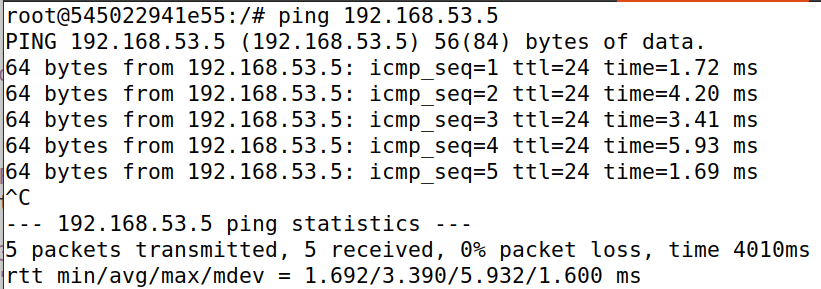 root@545022941e55:/# ping 192.168.53.5
PING 192.168.53.5 (192.168.53.5) 56(84) bytes of data.
64 bytes from 192.168.53.5: icmp_seq=1 ttl=24 time=1.72 ms
64 bytes from 192.168.53.5: icmp_seq=2 ttl=24 time=4.20 ms
64 bytes from 192.168.53.5: icmp_seq=3 ttl=24 time=3.41 ms
64 bytes from 192.168.53.5: icmp_seq=4 ttl=24 time=5.93 ms
64 bytes from 192.168.53.5: icmp_seq=5 ttl=24 time=1.69 ms
^C
--- 192.168.53.5 ping statistics ---
5 packets transmitted, 5 received, 0% packet loss, time 4010ms
rtt min/avg/max/mdev = 1.692/3.390/5.932/1.600 ms